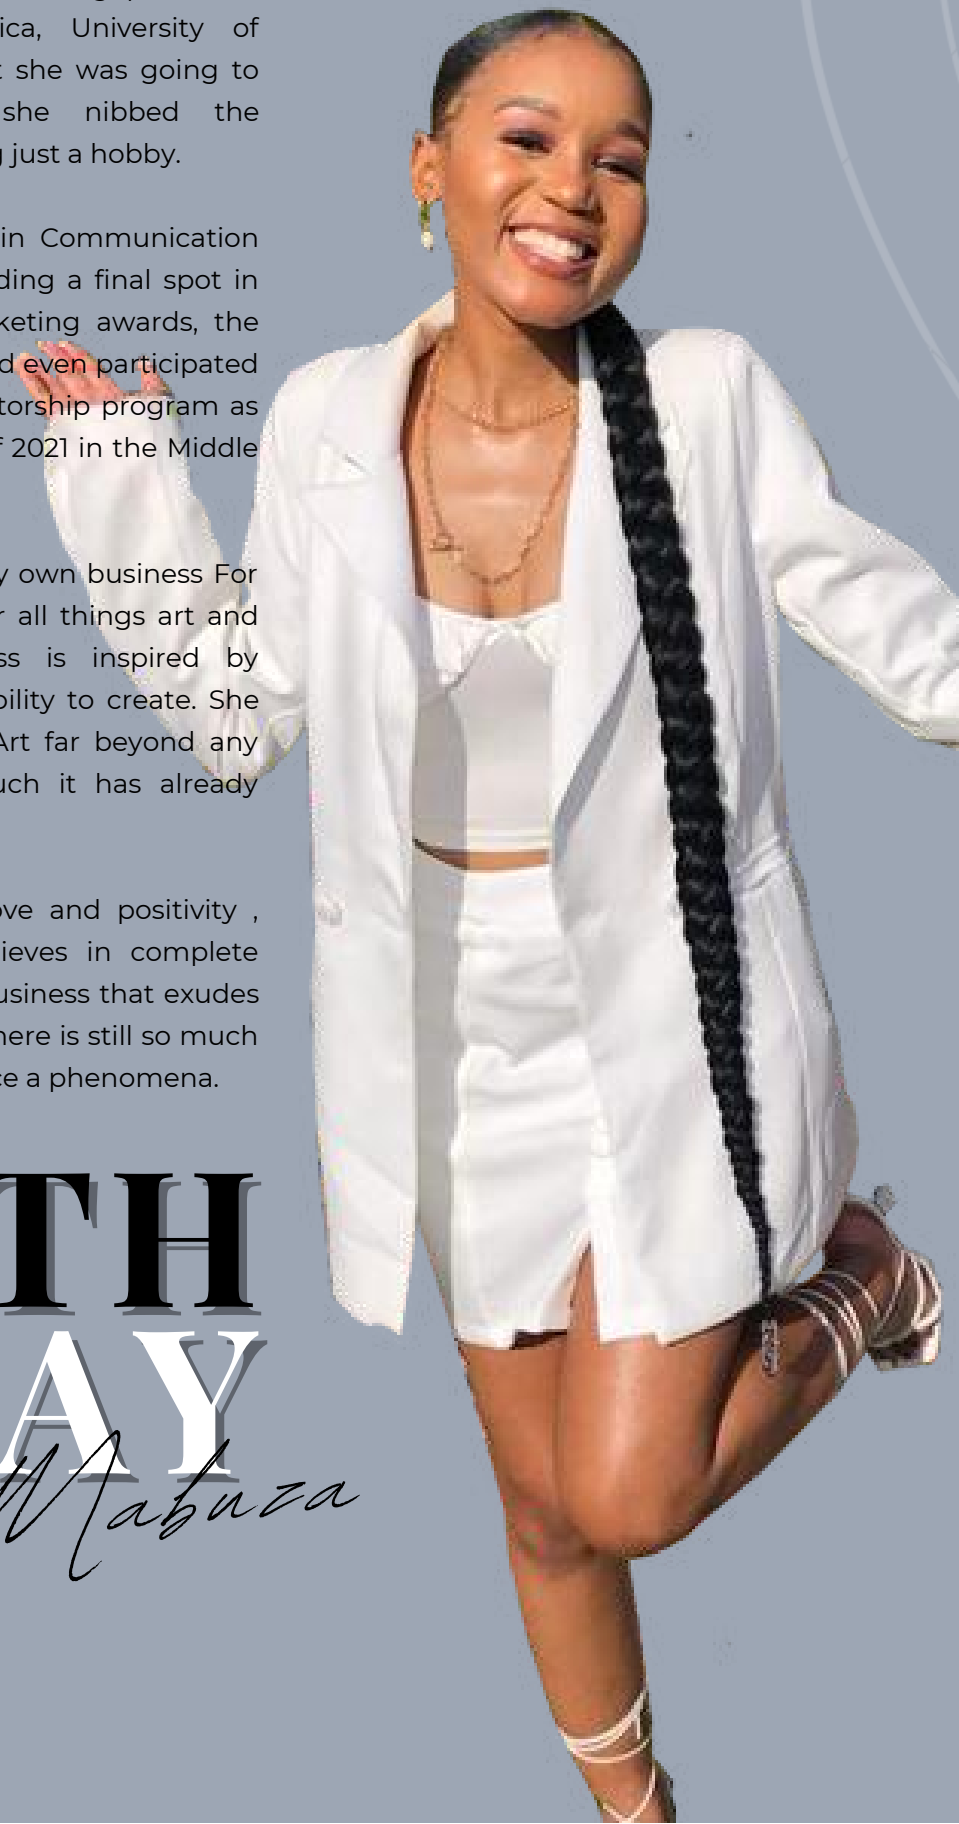 ica, University of
she was going to
she nibbed the
just a hobby.
in Communication
ding a final spot in
keting awards, the
d even participated
torship program as
f 2021 in the Middle
y own business For
r all things art and
ss is inspired by
bility to create. She
Art far beyond any
uch it has already
ove and positivity ,
ieves in complete
usiness that exudes
here is still so much
ce a phenomena.
TH
AY
Mabuza